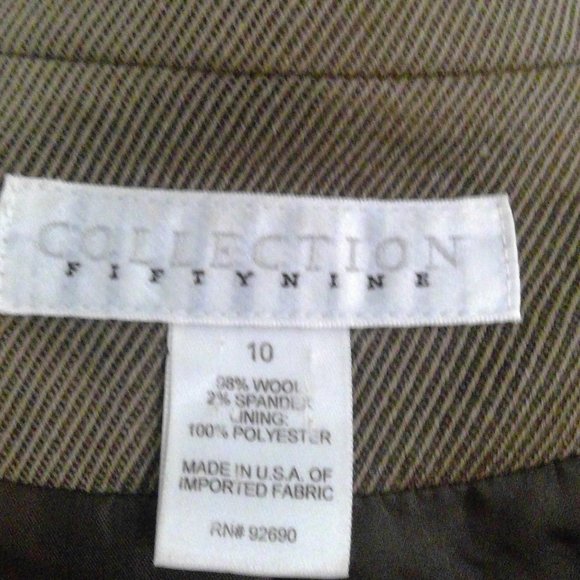 COLLECTION
FIFTYNINE
10
98% WOOL
2% SPANDEX
LINING:
100% POLYESTER
MADE IN U.S.A. OF
IMPORTED FABRIC
RN# 92690